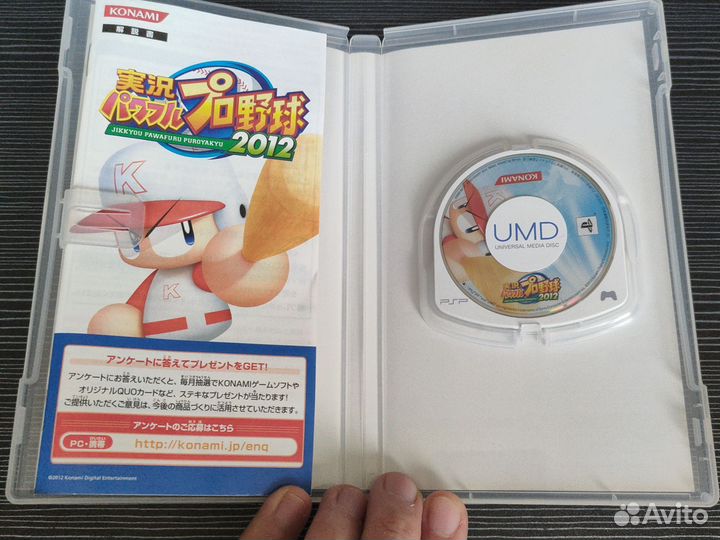 KONAMI
解説書
実況
パワフル
プロ野球
2012
JIKKYOU PAWAFURU PUROYAKYU
K
K
アンケートに答えてプレゼントをGET!
アンケートにお答えいただくと、毎月抽選でKONAMIゲームソフトや
オリジナルQUOカードなど、ステキなプレゼントが当たります!
ご提供いただくご意見は、今後の商品づくりに活用させていただきます。
アンケートのご応募はこちら
PC・携帯
http://konami.jp/enq
©2012 Konami Digital Entertainment
KONAMI
UMD
UNIVERSAL MEDIA DISC
実況
パワフル
プロ野球
2012
PSP
Avito